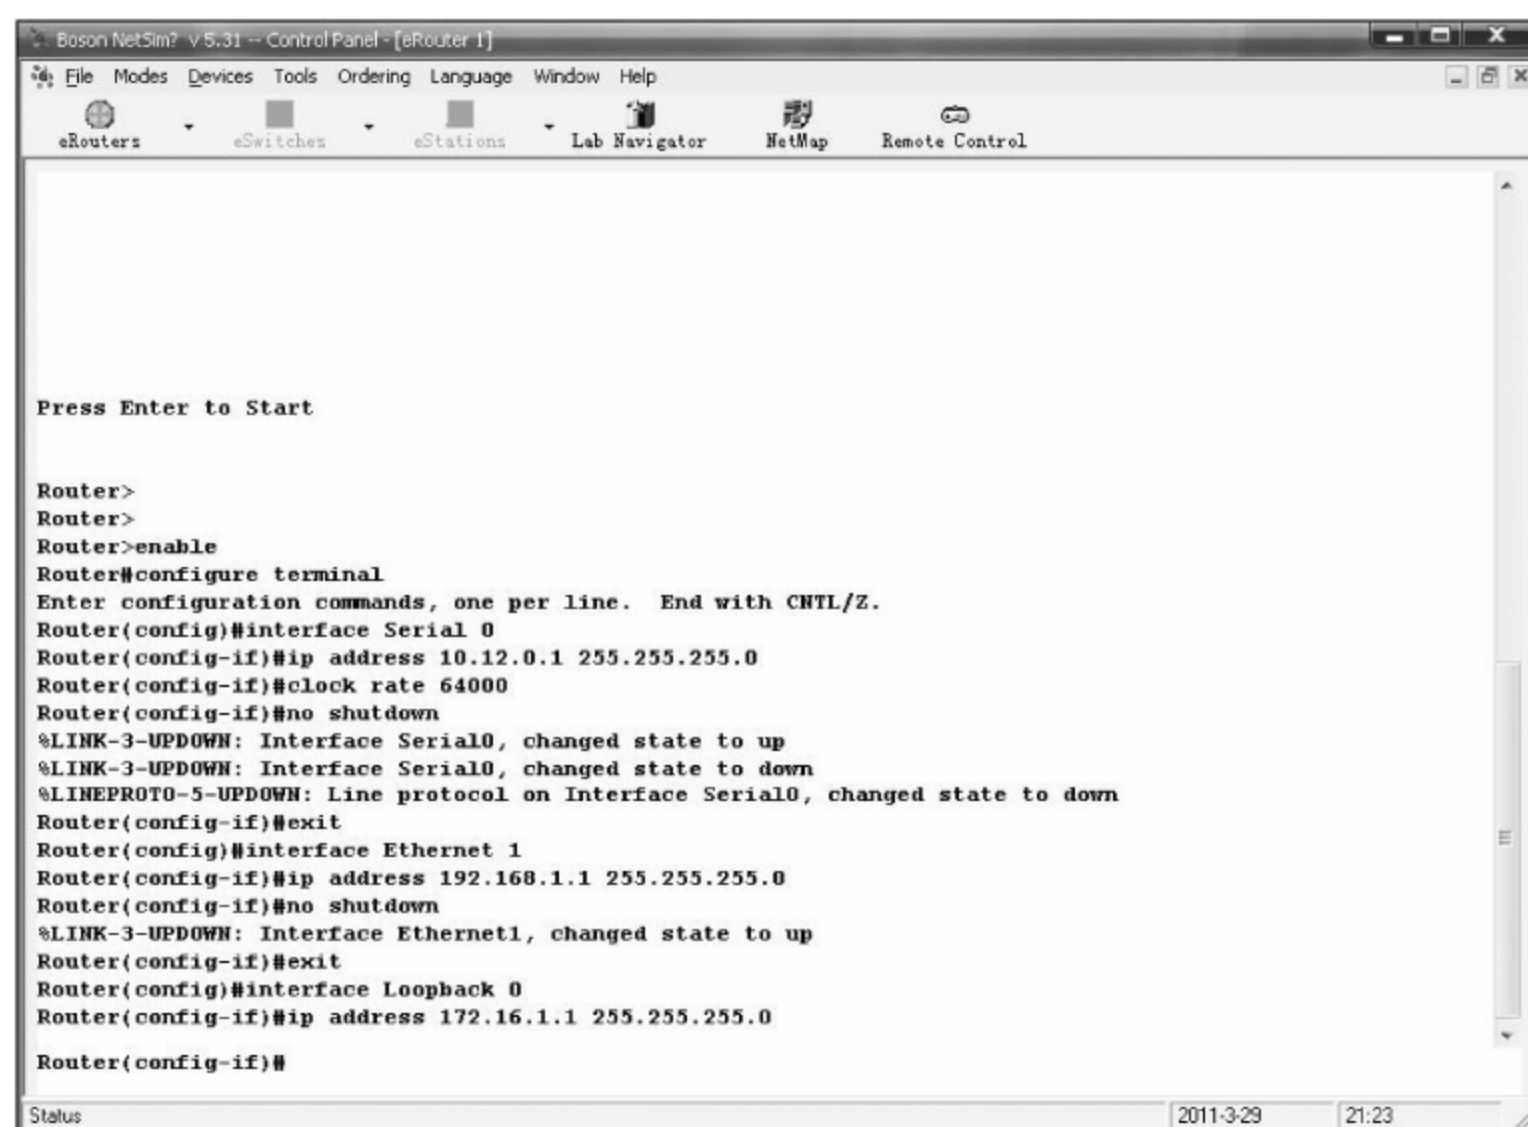 Boson NetSim? v 5.31 -- Control Panel - [eRouter 1]
File Modes Devices Tools Ordering Language Window Help
eRouters eSwitches eStations Lab Navigator NetMap Remote Control
Press Enter to Start
Router>
Router>
Router>enable
Router#configure terminal
Enter configuration commands, one per line. End with CNTL/Z.
Router(config)#interface Serial 0
Router(config-if)#ip address 10.12.0.1 255.255.255.0
Router(config-if)#clock rate 64000
Router(config-if)#no shutdown
%LINK-3-UPDOWN: Interface Serial0, changed state to up
%LINK-3-UPDOWN: Interface Serial0, changed state to down
%LINEPROTO-5-UPDOWN: Line protocol on Interface Serial0, changed state to down
Router(config-if)#exit
Router(config)#interface Ethernet 1
Router(config-if)#ip address 192.168.1.1 255.255.255.0
Router(config-if)#no shutdown
%LINK-3-UPDOWN: Interface Ethernet1, changed state to up
Router(config-if)#exit
Router(config)#interface Loopback 0
Router(config-if)#ip address 172.16.1.1 255.255.255.0
Router(config-if)#
Status 2011-3-29 21:23